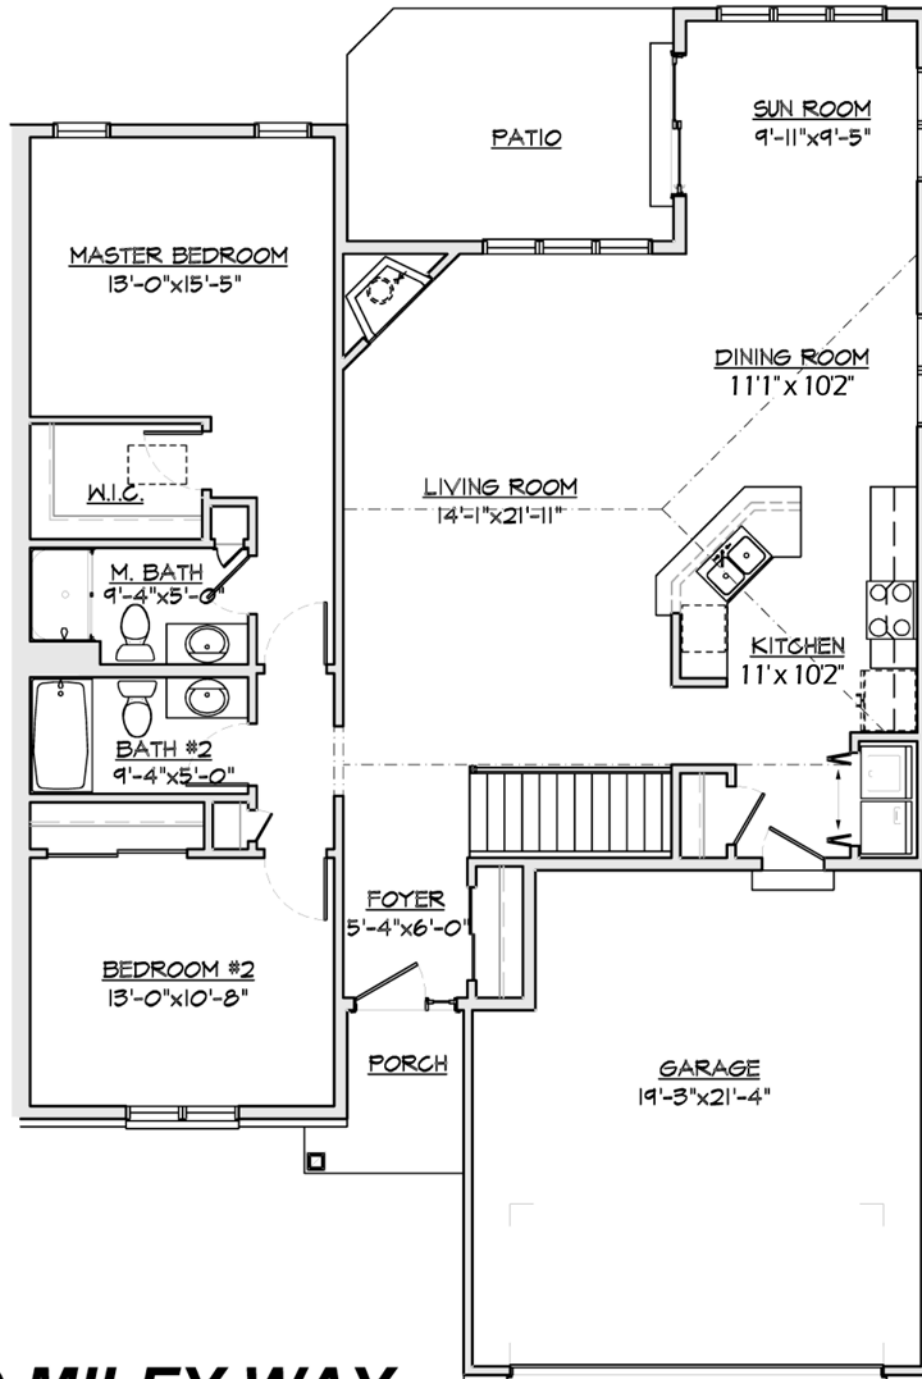 SUN ROOM
9'-11"x9'-5"
PATIO
MASTER BEDROOM
13'-0"x15'-5"
DINING ROOM
11'1" x 10'2"
W.I.C.
LIVING ROOM
14'-1"x21'-11"
M. BATH
9'-4"x5'-0"
KITCHEN
11' x 10'2"
BATH #2
9'-4"x5'-0"
FOYER
5'-4"x6'-0"
BEDROOM #2
13'-0"x10'-8"
PORCH
GARAGE
19'-3"x21'-4"
MILEY WAY